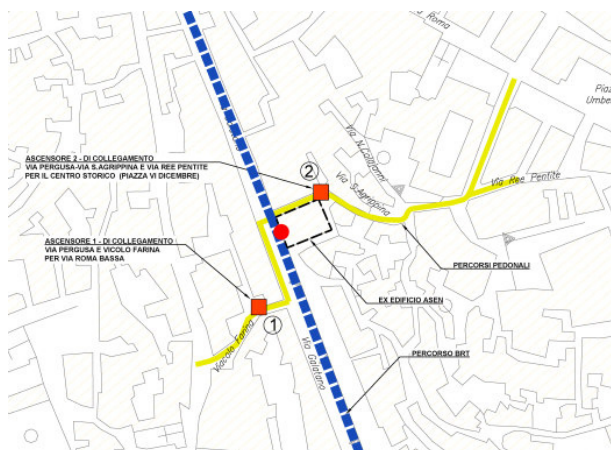 Roma
Piaz
Umbe
Via N.Colajanni
ASCENSORE 2 - DI COLLEGAMENTO
VIA PERGUSA-VIA S.AGRIPPINA E VIA REE PENTITE
PER IL CENTRO STORICO (PIAZZA VI DICEMBRE)
2
Via S.Agrippina
Via Ree Pentite
ASCENSORE 1 - DI COLLEGAMENTO
VIA PERGUSA E VICOLO FARINA
PER VIA ROMA BASSA
PERCORSI PEDONALI
EX EDIFICIO ASEN
1
Vicolo Farina
Via Gaiatano
PERCORSO BRT